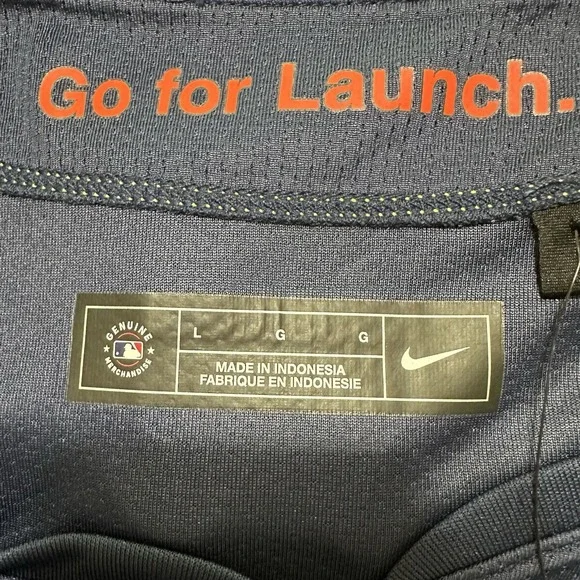 Go for Launch.
GENUINE
MERCHANDISE
L G G
MADE IN INDONESIA
FABRIQUE EN INDONESIE